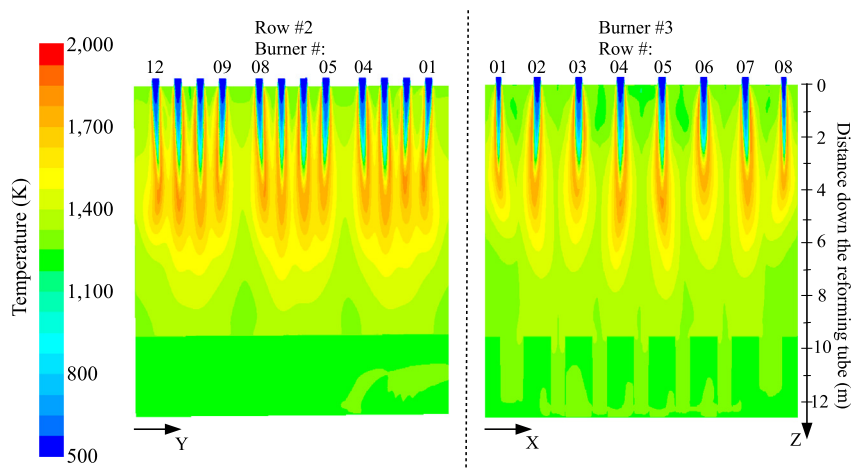 Row #2
Burner #:
Burner #3
Row #:
12 09 08 05 04 01
01 02 03 04 05 06 07 08
2,000
1,700
1,400
1,100
800
500
Temperature (K)
0
2
4
6
8
10
12
Distance down the reforming tube (m)
Y
X
Z